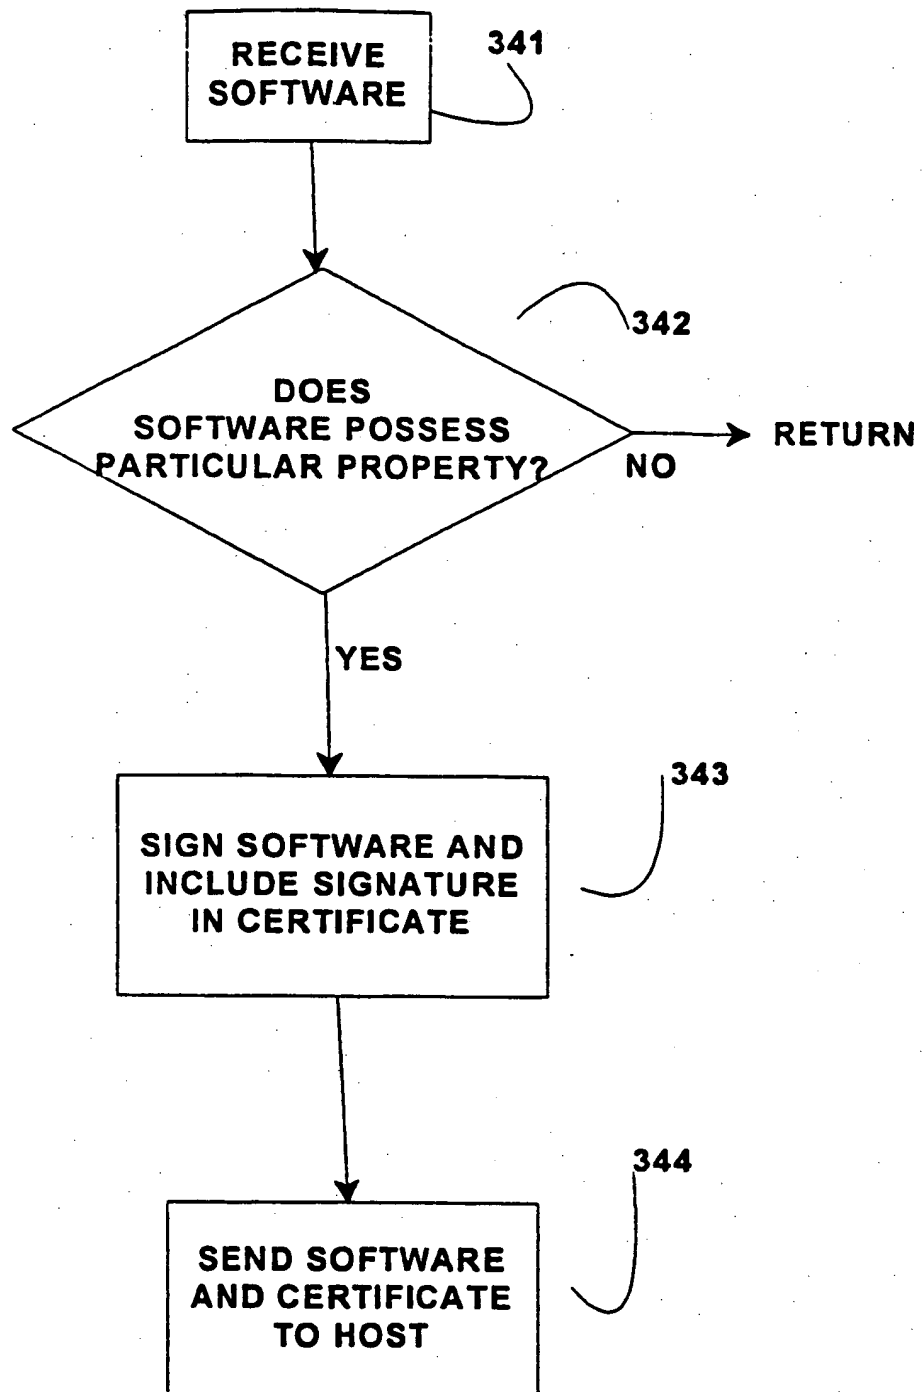 RECEIVE
SOFTWARE
341
342
DOES
SOFTWARE POSSESS
PARTICULAR PROPERTY?
NO
RETURN
YES
343
SIGN SOFTWARE AND
INCLUDE SIGNATURE
IN CERTIFICATE
344
SEND SOFTWARE
AND CERTIFICATE
TO HOST